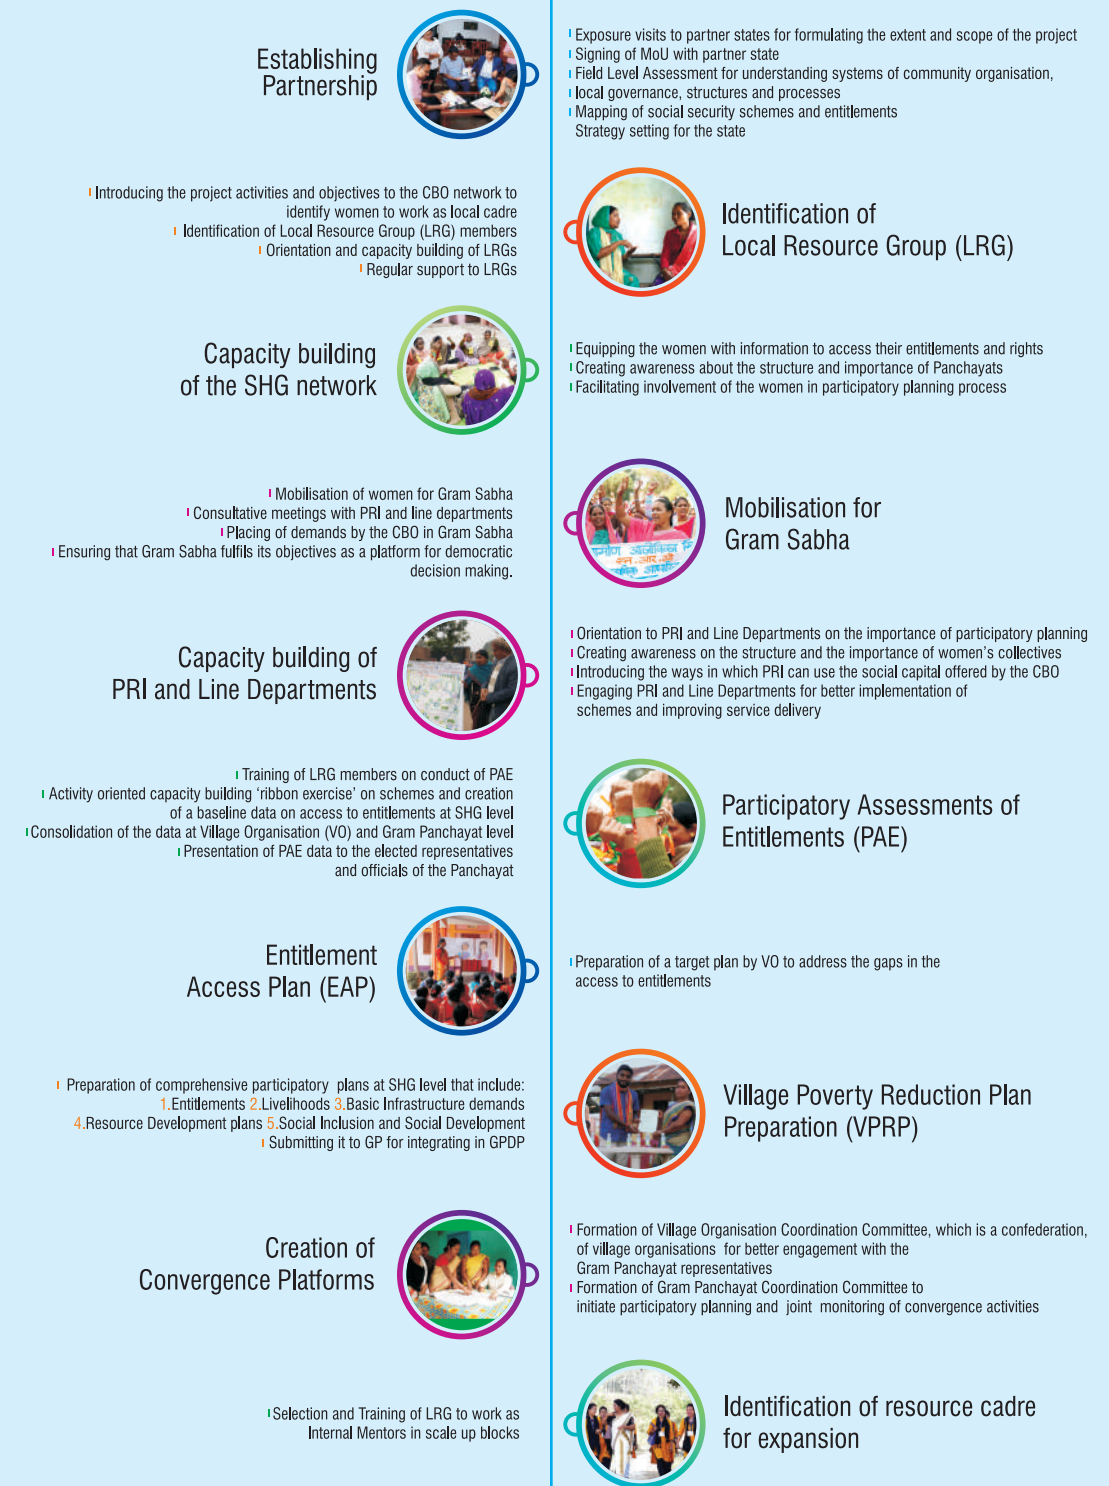 Establishing
Partnership
Exposure visits to partner states for formulating the extent and scope of the project
Signing of MoU with partner state
Field Level Assessment for understanding systems of community organisation,
local governance, structures and processes
Mapping of social security schemes and entitlements
Strategy setting for the state
Introducing the project activities and objectives to the CBO network to
identify women to work as local cadre
Identification of Local Resource Group (LRG) members
Orientation and capacity building of LRGs
Regular support to LRGs
Identification of
Local Resource Group (LRG)
Capacity building
of the SHG network
Equipping the women with information to access their entitlements and rights
Creating awareness about the structure and importance of Panchayats
Facilitating involvement of the women in participatory planning process
Mobilisation of women for Gram Sabha
Consultative meetings with PRI and line departments
Placing of demands by the CBO in Gram Sabha
Ensuring that Gram Sabha fulfils its objectives as a platform for democratic
decision making.
Mobilisation for
Gram Sabha
Capacity building of
PRI and Line Departments
Orientation to PRI and Line Departments on the importance of participatory planning
Creating awareness on the structure and the importance of women's collectives
Introducing the ways in which PRI can use the social capital offered by the CBO
Engaging PRI and Line Departments for better implementation of
schemes and improving service delivery
Training of LRG members on conduct of PAE
Activity oriented capacity building ‘ribbon exercise’ on schemes and creation
of a baseline data on access to entitlements at SHG level
Consolidation of the data at Village Organisation (VO) and Gram Panchayat level
Presentation of PAE data to the elected representatives
and officials of the Panchayat
Participatory Assessments of
Entitlements (PAE)
Entitlement
Access Plan (EAP)
Preparation of a target plan by VO to address the gaps in the
access to entitlements
Preparation of comprehensive participatory plans at SHG level that include:
1.Entitlements 2.Livelihoods 3.Basic Infrastructure demands
4.Resource Development plans 5.Social Inclusion and Social Development
Submitting it to GP for integrating in GPDP
Village Poverty Reduction Plan
Preparation (VPRP)
Creation of
Convergence Platforms
Formation of Village Organisation Coordination Committee, which is a confederation,
of village organisations for better engagement with the
Gram Panchayat representatives
Formation of Gram Panchayat Coordination Committee to
initiate participatory planning and joint monitoring of convergence activities
Selection and Training of LRG to work as
Internal Mentors in scale up blocks
Identification of resource cadre
for expansion